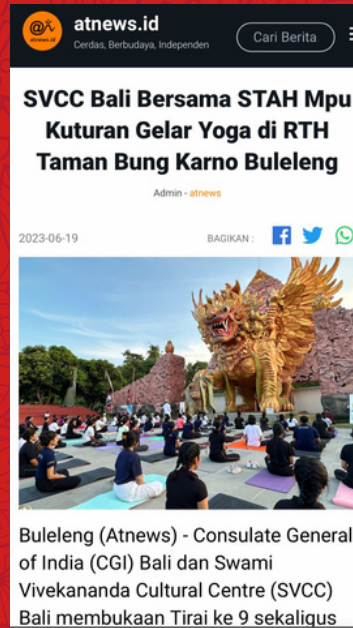 atnews.id
Cerdas, Berbudaya, Independen
Cari Berita
SVCC Bali Bersama STAH Mpu
Kuturan Gelar Yoga di RTH
Taman Bung Karno Buleleng
Admin - atnews
2023-06-19
BAGIKAN :
Buleleng (Atnews) - Consulate General
of India (CGI) Bali dan Swami
Vivekananda Cultural Centre (SVCC)
Bali membukaan Tirai ke 9 sekaligus